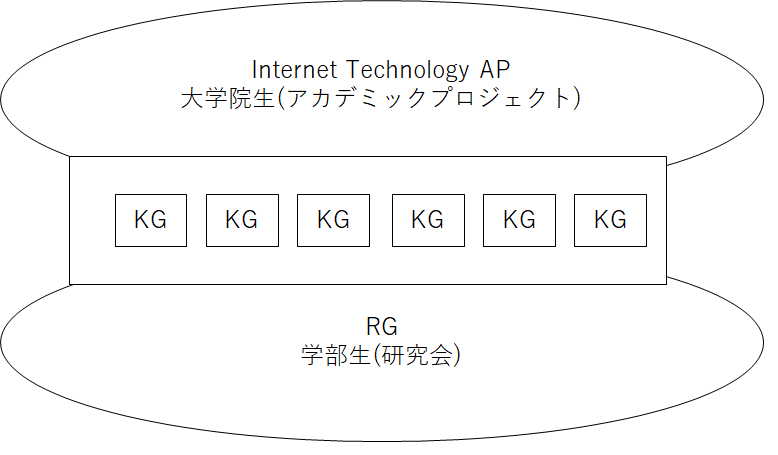 Internet Technology AP
大学院生(アカデミックプロジェクト)
KG KG KG KG KG KG
RG
学部生(研究会)